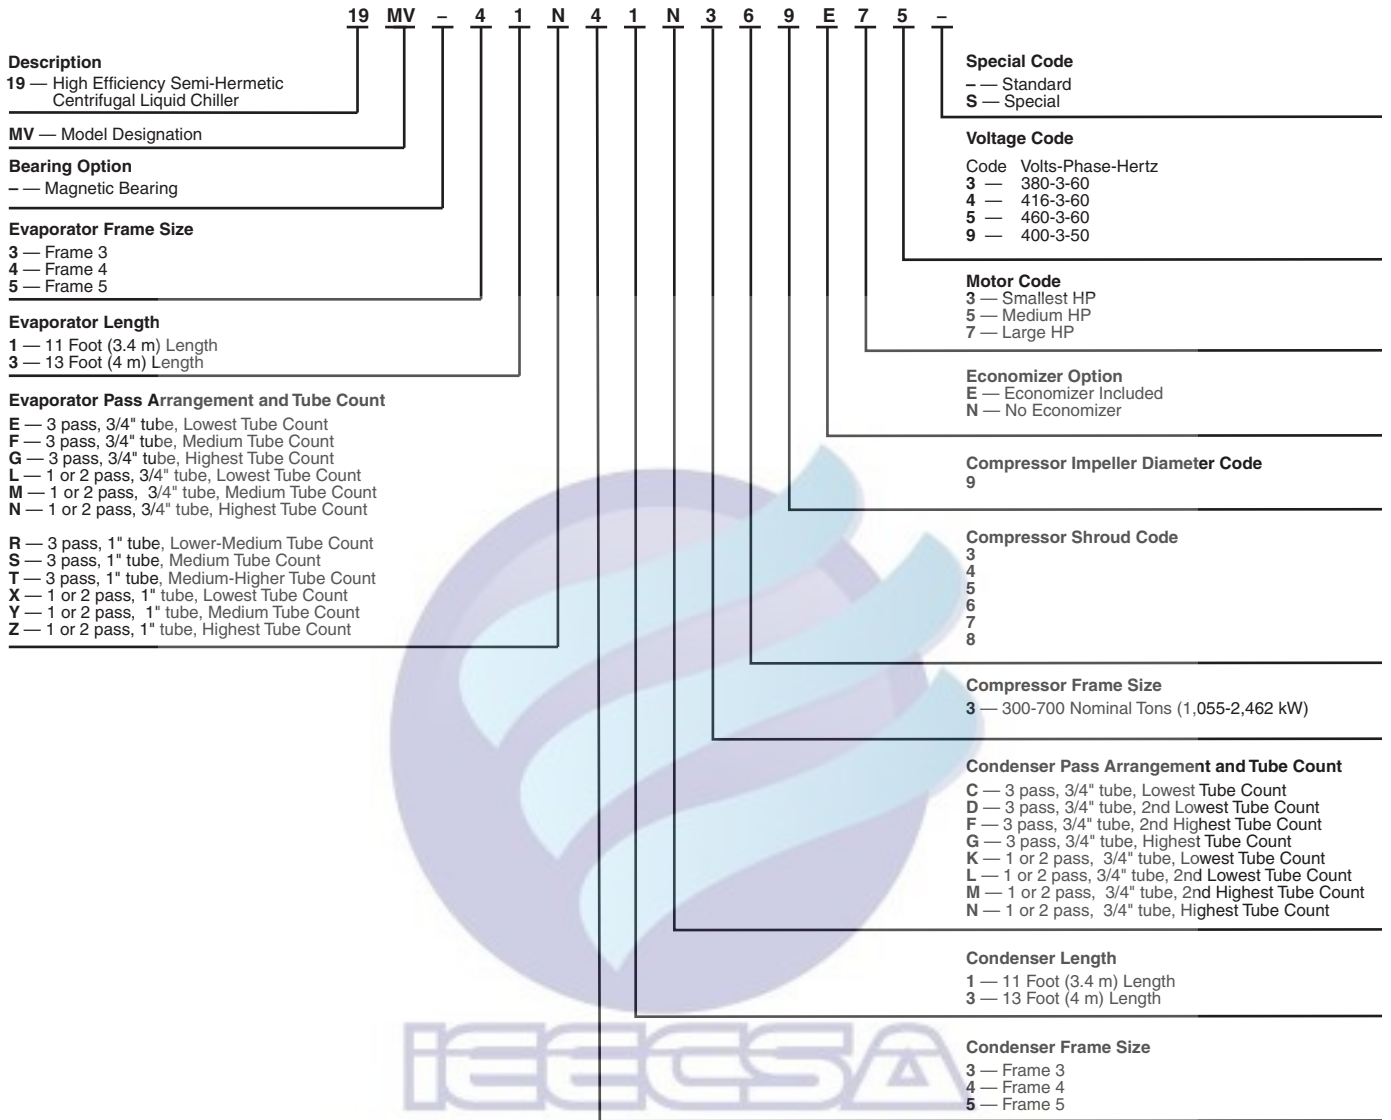 19 MV – 4 1 N 4 1 N 3 6 9 E 7 5 –
Description
19 — High Efficiency Semi-Hermetic
Centrifugal Liquid Chiller
MV — Model Designation
Bearing Option
– — Magnetic Bearing
Evaporator Frame Size
3 — Frame 3
4 — Frame 4
5 — Frame 5
Evaporator Length
1 — 11 Foot (3.4 m) Length
3 — 13 Foot (4 m) Length
Evaporator Pass Arrangement and Tube Count
E — 3 pass, 3/4" tube, Lowest Tube Count
F — 3 pass, 3/4" tube, Medium Tube Count
G — 3 pass, 3/4" tube, Highest Tube Count
L — 1 or 2 pass, 3/4" tube, Lowest Tube Count
M — 1 or 2 pass, 3/4" tube, Medium Tube Count
N — 1 or 2 pass, 3/4" tube, Highest Tube Count
R — 3 pass, 1" tube, Lower-Medium Tube Count
S — 3 pass, 1" tube, Medium Tube Count
T — 3 pass, 1" tube, Medium-Higher Tube Count
X — 1 or 2 pass, 1" tube, Lowest Tube Count
Y — 1 or 2 pass, 1" tube, Medium Tube Count
Z — 1 or 2 pass, 1" tube, Highest Tube Count
Special Code
– — Standard
S — Special
Voltage Code
Code Volts-Phase-Hertz
3 — 380-3-60
4 — 416-3-60
5 — 460-3-60
9 — 400-3-50
Motor Code
3 — Smallest HP
5 — Medium HP
7 — Large HP
Economizer Option
E — Economizer Included
N — No Economizer
Compressor Impeller Diameter Code
9
Compressor Shroud Code
3
4
5
6
7
8
Compressor Frame Size
3 — 300-700 Nominal Tons (1,055-2,462 kW)
Condenser Pass Arrangement and Tube Count
C — 3 pass, 3/4" tube, Lowest Tube Count
D — 3 pass, 3/4" tube, 2nd Lowest Tube Count
F — 3 pass, 3/4" tube, 2nd Highest Tube Count
G — 3 pass, 3/4" tube, Highest Tube Count
K — 1 or 2 pass, 3/4" tube, Lowest Tube Count
L — 1 or 2 pass, 3/4" tube, 2nd Lowest Tube Count
M — 1 or 2 pass, 3/4" tube, 2nd Highest Tube Count
N — 1 or 2 pass, 3/4" tube, Highest Tube Count
Condenser Length
1 — 11 Foot (3.4 m) Length
3 — 13 Foot (4 m) Length
Condenser Frame Size
3 — Frame 3
4 — Frame 4
5 — Frame 5
iEECSA